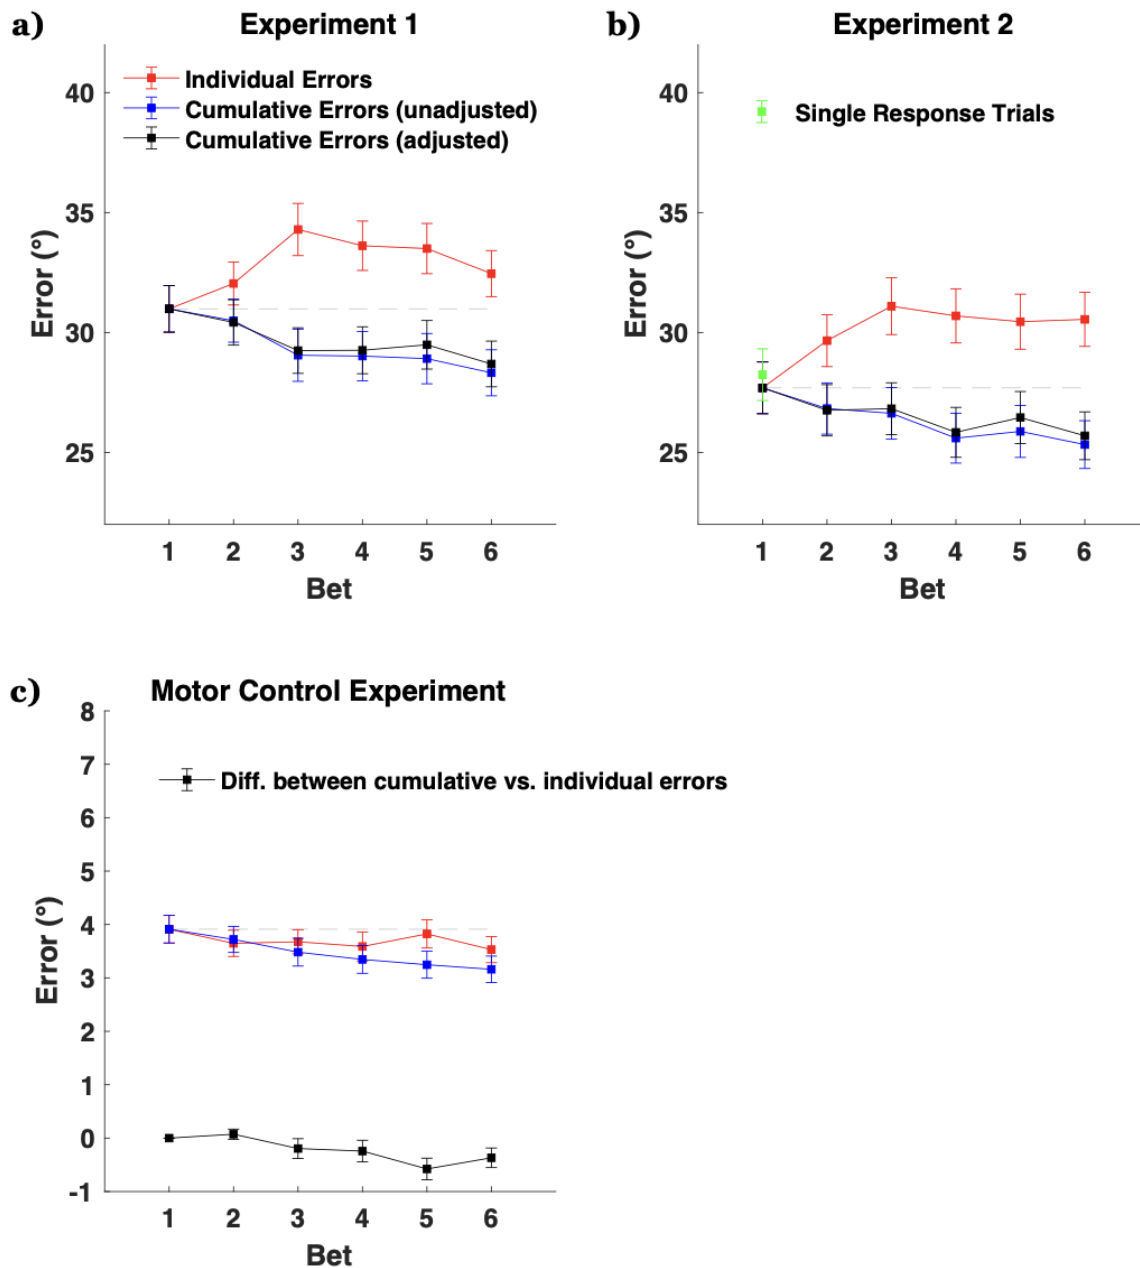 a)
Experiment 1
Individual Errors
Cumulative Errors (unadjusted)
Cumulative Errors (adjusted)
40
35
30
25
Error (°)
1 2 3 4 5 6
Bet
b)
Experiment 2
Single Response Trials
40
35
30
25
Error (°)
1 2 3 4 5 6
Bet
c)
Motor Control Experiment
Diff. between cumulative vs. individual errors
8
7
6
5
4
3
2
1
0
-1
Error (°)
1 2 3 4 5 6
Bet